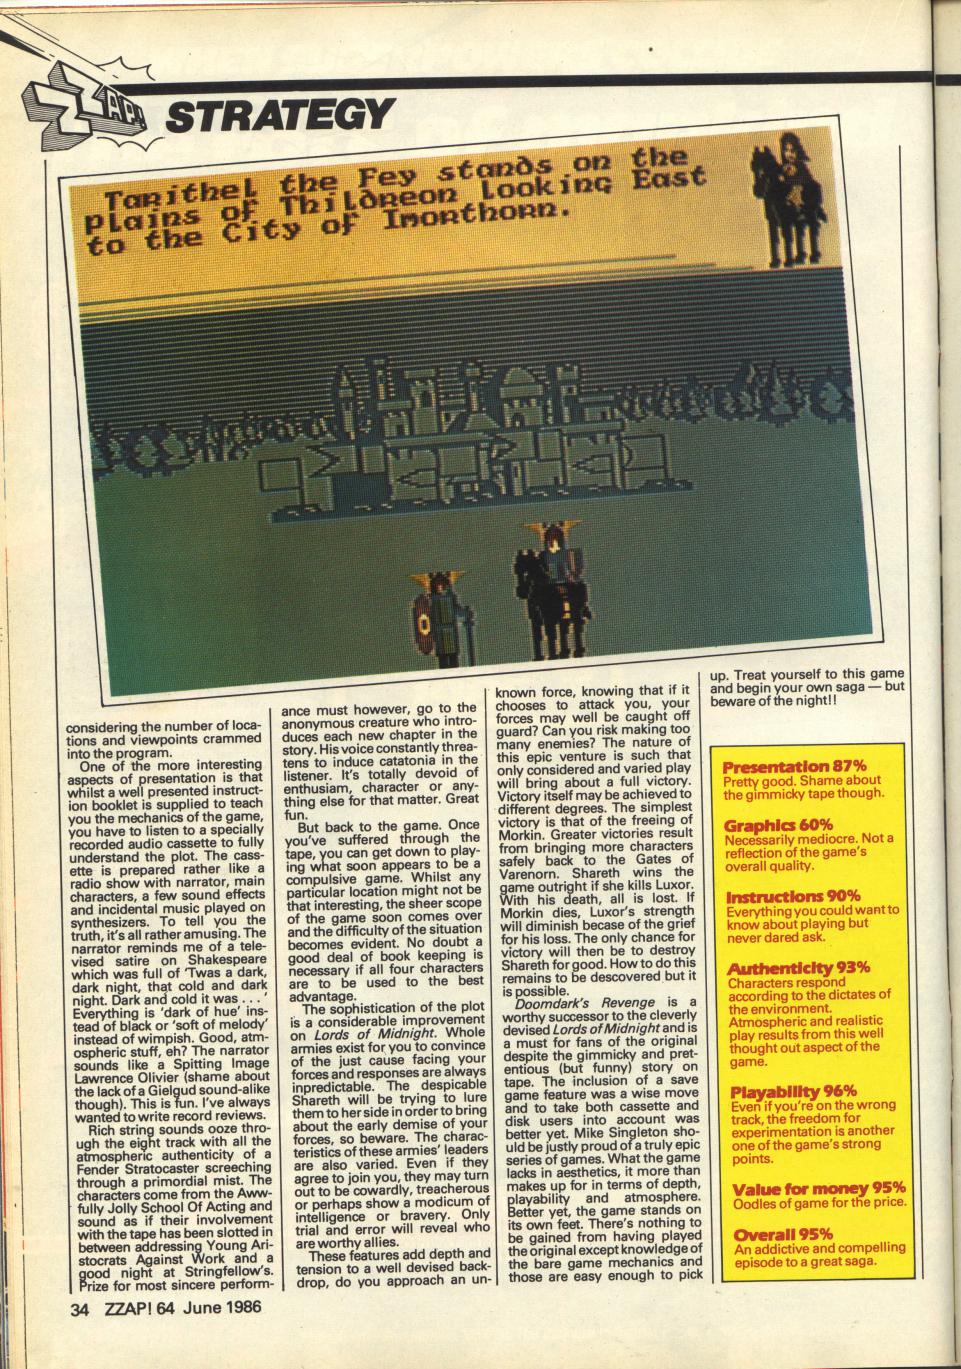 ZZAP!
STRATEGY
Tarithel the Fey stands on the
plains of Thildreon looking East
to the City of Imorthorn.
considering the number of loca-
tions and viewpoints crammed
into the program.
One of the more interesting
aspects of presentation is that
whilst a well presented instruct-
ion booklet is supplied to teach
you the mechanics of the game,
you have to listen to a specially
recorded audio cassette to fully
understand the plot. The cass-
ette is prepared rather like a
radio show with narrator, main
characters, a few sound effects
and incidental music played on
synthesizers. To tell you the
truth, it's all rather amusing. The
narrator reminds me of a tele-
vised satire on Shakespeare
which was full of 'Twas a dark,
dark night, that cold and dark
night. Dark and cold it was . . . '
Everything is 'dark of hue' ins-
tead of black or 'soft of melody'
instead of wimpish. Good, atm-
ospheric stuff, eh? The narrator
sounds like a Spitting Image
Lawrence Olivier (shame about
the lack of a Gielgud sound-alike
though). This is fun. I've always
wanted to write record reviews.
Rich string sounds ooze thro-
ugh the eight track with all the
atmospheric authenticity of a
Fender Stratocaster screeching
through a primordial mist. The
characters come from the Aww-
fully Jolly School Of Acting and
sound as if their involvement
with the tape has been slotted in
between addressing Young Ari-
stocrats Against Work and a
good night at Stringfellow's.
Prize for most sincere perform-
ance must however, go to the
anonymous creature who intro-
duces each new chapter in the
story. His voice constantly threa-
tens to induce catatonia in the
listener. It's totally devoid of
enthusiam, character or any-
thing else for that matter. Great
fun.
But back to the game. Once
you've suffered through the
tape, you can get down to play-
ing what soon appears to be a
compulsive game. Whilst any
particular location might not be
that interesting, the sheer scope
of the game soon comes over
and the difficulty of the situation
becomes evident. No doubt a
good deal of book keeping is
necessary if all four characters
are to be used to the best
advantage.
The sophistication of the plot
is a considerable improvement
on Lords of Midnight. Whole
armies exist for you to convince
of the just cause facing your
forces and responses are always
inpredictable. The despicable
Shareth will be trying to lure
them to her side in order to bring
about the early demise of your
forces, so beware. The charac-
teristics of these armies' leaders
are also varied. Even if they
agree to join you, they may turn
out to be cowardly, treacherous
or perhaps show a modicum of
intelligence or bravery. Only
trial and error will reveal who
are worthy allies.
These features add depth and
tension to a well devised back-
drop, do you approach an un-
known force, knowing that if it
chooses to attack you, your
forces may well be caught off
guard? Can you risk making too
many enemies? The nature of
this epic venture is such that
only considered and varied play
will bring about a full victory.
Victory itself may be achieved to
different degrees. The simplest
victory is that of the freeing of
Morkin. Greater victories result
from bringing more characters
safely back to the Gates of
Varenorn. Shareth wins the
game outright if she kills Luxor.
With his death, all is lost. If
Morkin dies, Luxor's strength
will diminish becase of the grief
for his loss. The only chance for
victory will then be to destroy
Shareth for good. How to do this
remains to be descovered but it
is possible.
Doomdark's Revenge is a
worthy successor to the cleverly
devised Lords of Midnight and is
a must for fans of the original
despite the gimmicky and pret-
entious (but funny) story on
tape. The inclusion of a save
game feature was a wise move
and to take both cassette and
disk users into account was
better yet. Mike Singleton sho-
uld be justly proud of a truly epic
series of games. What the game
lacks in aesthetics, it more than
makes up for in terms of depth,
playability and atmosphere.
Better yet, the game stands on
its own feet. There's nothing to
be gained from having played
the original except knowledge of
the bare game mechanics and
those are easy enough to pick
up. Treat yourself to this game
and begin your own saga — but
beware of the night!!
Presentation 87%
Pretty good. Shame about
the gimmicky tape though.
Graphics 60%
Necessarily mediocre. Not a
reflection of the game's
overall quality.
Instructions 90%
Everything you could want to
know about playing but
never dared ask.
Authenticity 93%
Characters respond
according to the dictates of
the environment.
Atmospheric and realistic
play results from this well
thought out aspect of the
game.
Playability 96%
Even if you're on the wrong
track, the freedom for
experimentation is another
one of the game's strong
points.
Value for money 95%
Oodles of game for the price.
Overall 95%
An addictive and compelling
episode to a great saga.
34 ZZAP! 64 June 1986